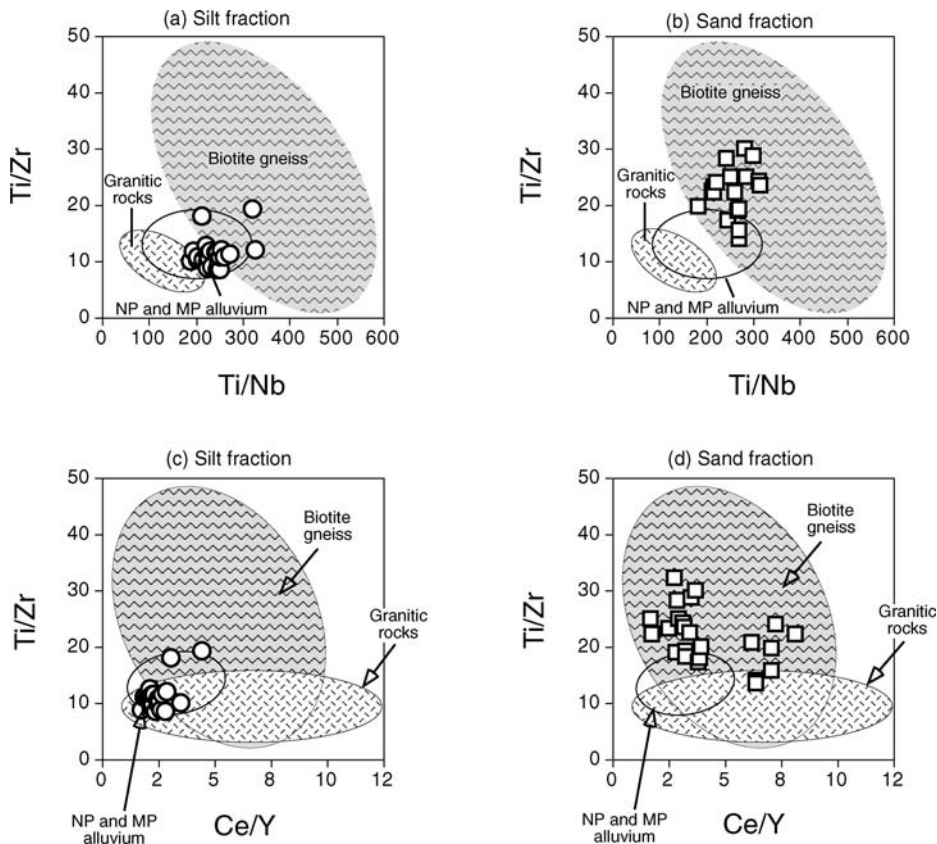 (a) Silt fraction
50
40
30
20
10
0
Ti/Zr
Biotite gneiss
Granitic
rocks
NP and MP alluvium
0 100 200 300 400 500 600
Ti/Nb
(b) Sand fraction
50
40
30
20
10
0
Ti/Zr
Biotite gneiss
Granitic
rocks
NP and MP alluvium
0 100 200 300 400 500 600
Ti/Nb
(c) Silt fraction
50
40
30
20
10
0
Ti/Zr
Biotite
gneiss
Granitic
rocks
0 2 5 8 10 12
NP and MP
alluvium
Ce/Y
(d) Sand fraction
50
40
30
20
10
0
Ti/Zr
Biotite
gneiss
Granitic
rocks
0 2 5 8 10 12
NP and MP
alluvium
Ce/Y